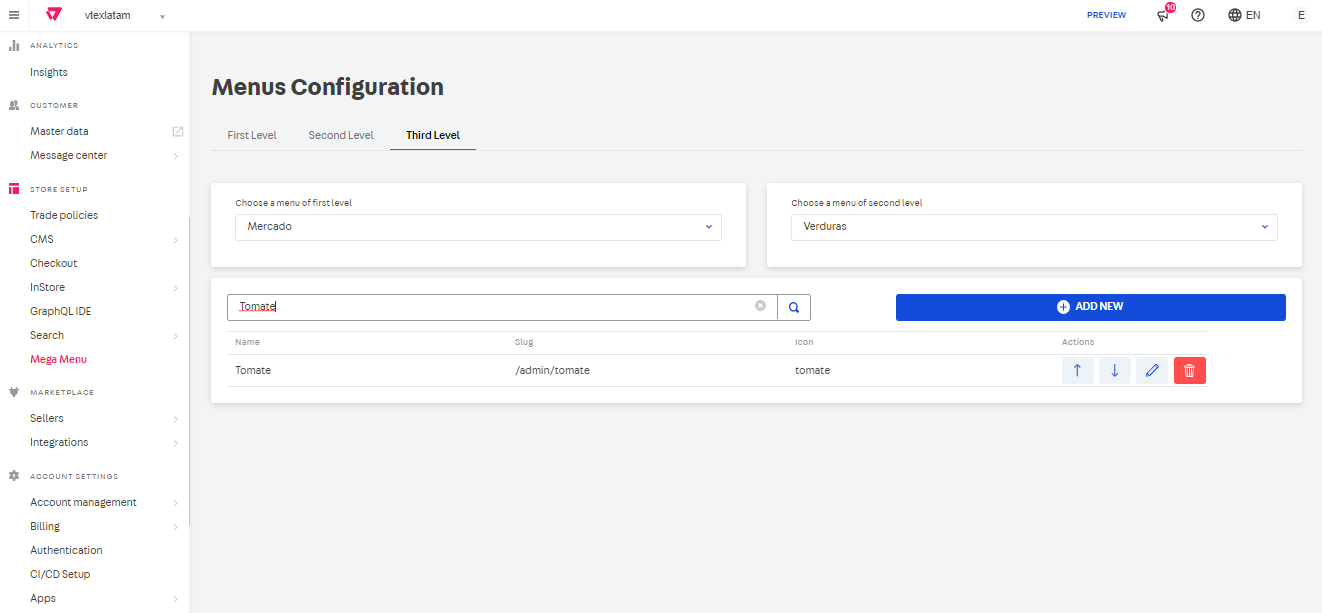 vtexlatam
PREVIEW
10
EN
E
ANALYTICS
Insights
CUSTOMER
Master data
Message center
STORE SETUP
Trade policies
CMS
Checkout
InStore
GraphQL IDE
Search
Mega Menu
MARKETPLACE
Sellers
Integrations
ACCOUNT SETTINGS
Account management
Billing
Authentication
CI/CD Setup
Apps
Menus Configuration
First Level Second Level Third Level
Choose a menu of first level
Mercado
Choose a menu of second level
Verduras
Tomate
ADD NEW
Name Slug Icon Actions
Tomate /admin/tomate tomate